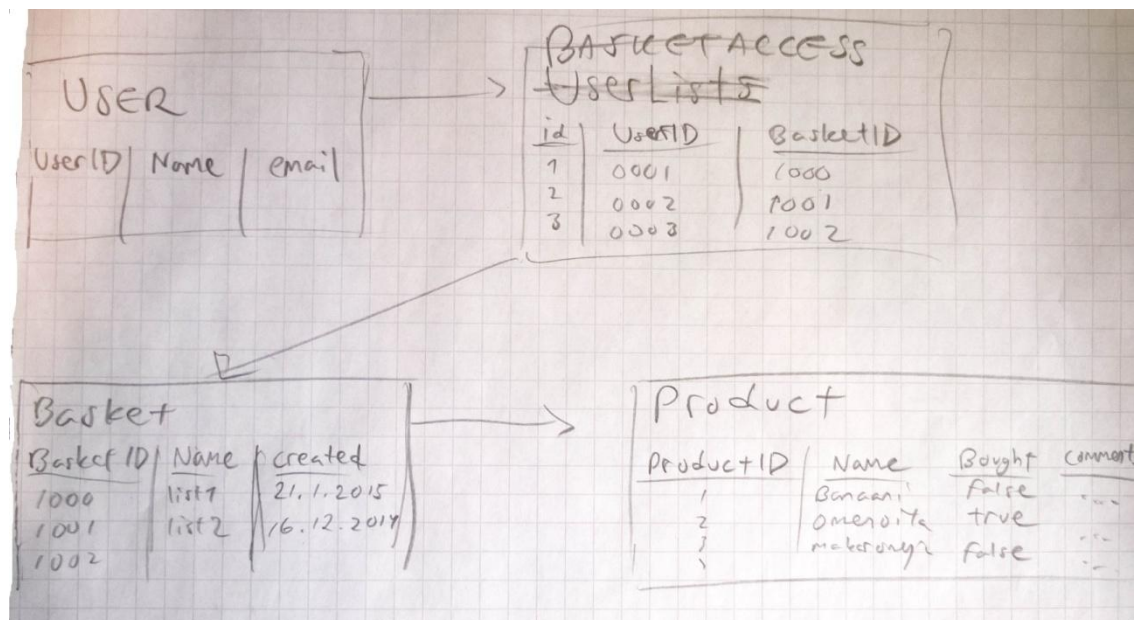 USER
UserID Name email
BASKETACCESS
UserLists
id UserID BasketID
1 0001 1000
2 0002 1001
3 0003 1002
Basket
Basket ID Name created
1000 list1 21.1.2015
1001 list2 16.12.2014
1002
Product
ProductID Name Bought comment
1 Banaani false ....
2 omenoita true
3 false ...